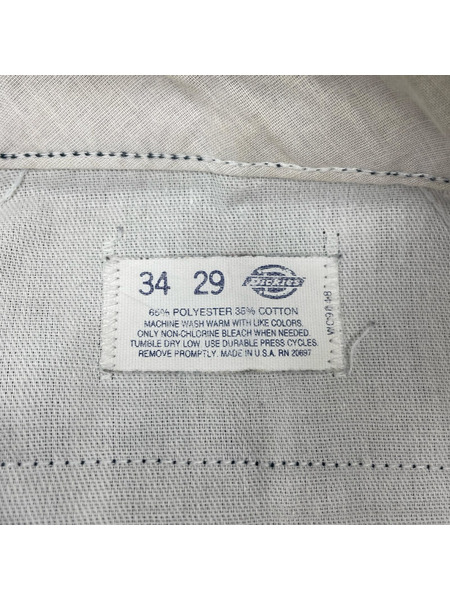 34 29 Dickies
65% POLYESTER 35% COTTON
MACHINE WASH WARM WITH LIKE COLORS.
ONLY NON-CHLORINE BLEACH WHEN NEEDED.
TUMBLE DRY LOW. USE DURABLE PRESS CYCLES.
REMOVE PROMPTLY. MADE IN U.S.A. RN 20697